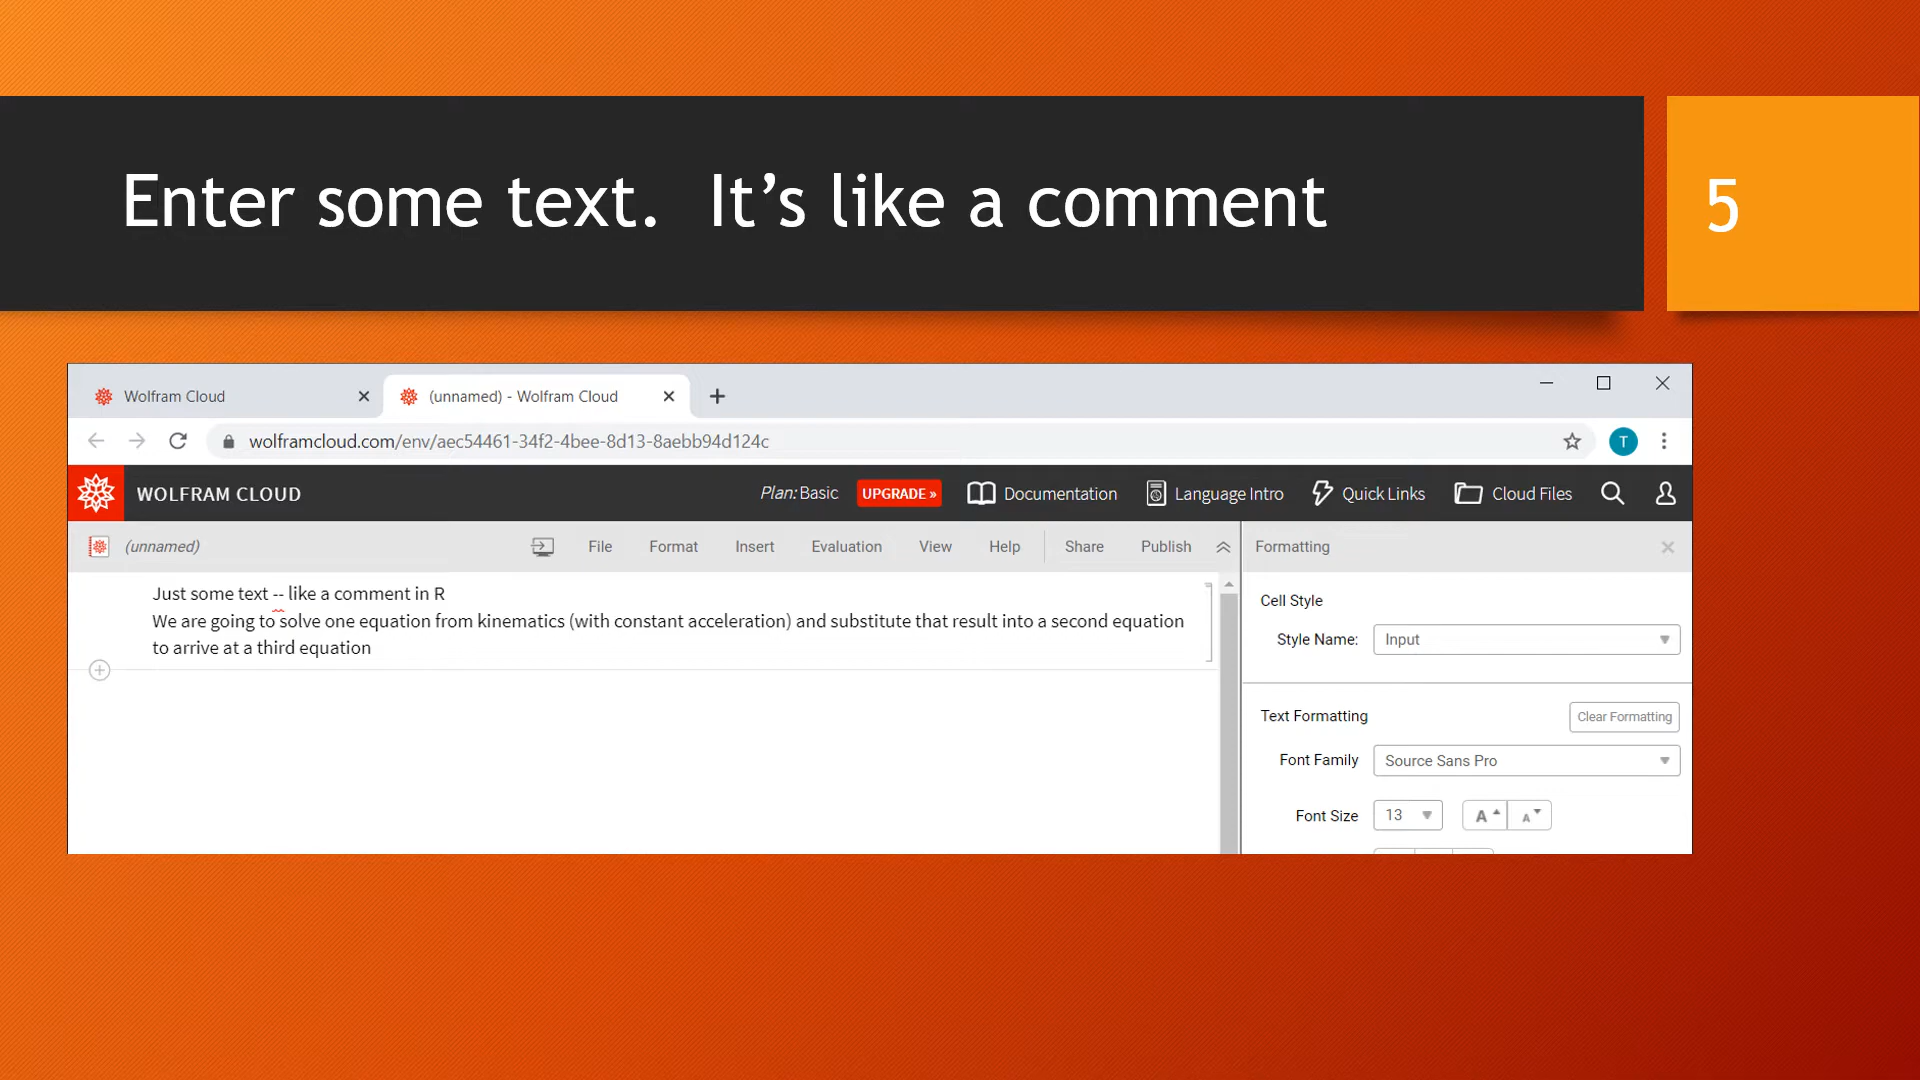 Enter some text.  It's like a comment
5
Wolfram Cloud
(unnamed) - Wolfram Cloud
wolframcloud.com/env/aec54461-34f2-4bee-8d13-8aebb94d124c
T
WOLFRAM CLOUD
Plan: Basic UPGRADE » Documentation Language Intro Quick Links Cloud Files
(unnamed) File Format Insert Evaluation View Help Share Publish
Formatting
Just some text -- like a comment in R
We are going to solve one equation from kinematics (with constant acceleration) and substitute that result into a second equation
to arrive at a third equation
Cell Style
Style Name: Input
Text Formatting Clear Formatting
Font Family Source Sans Pro
Font Size 13 A A